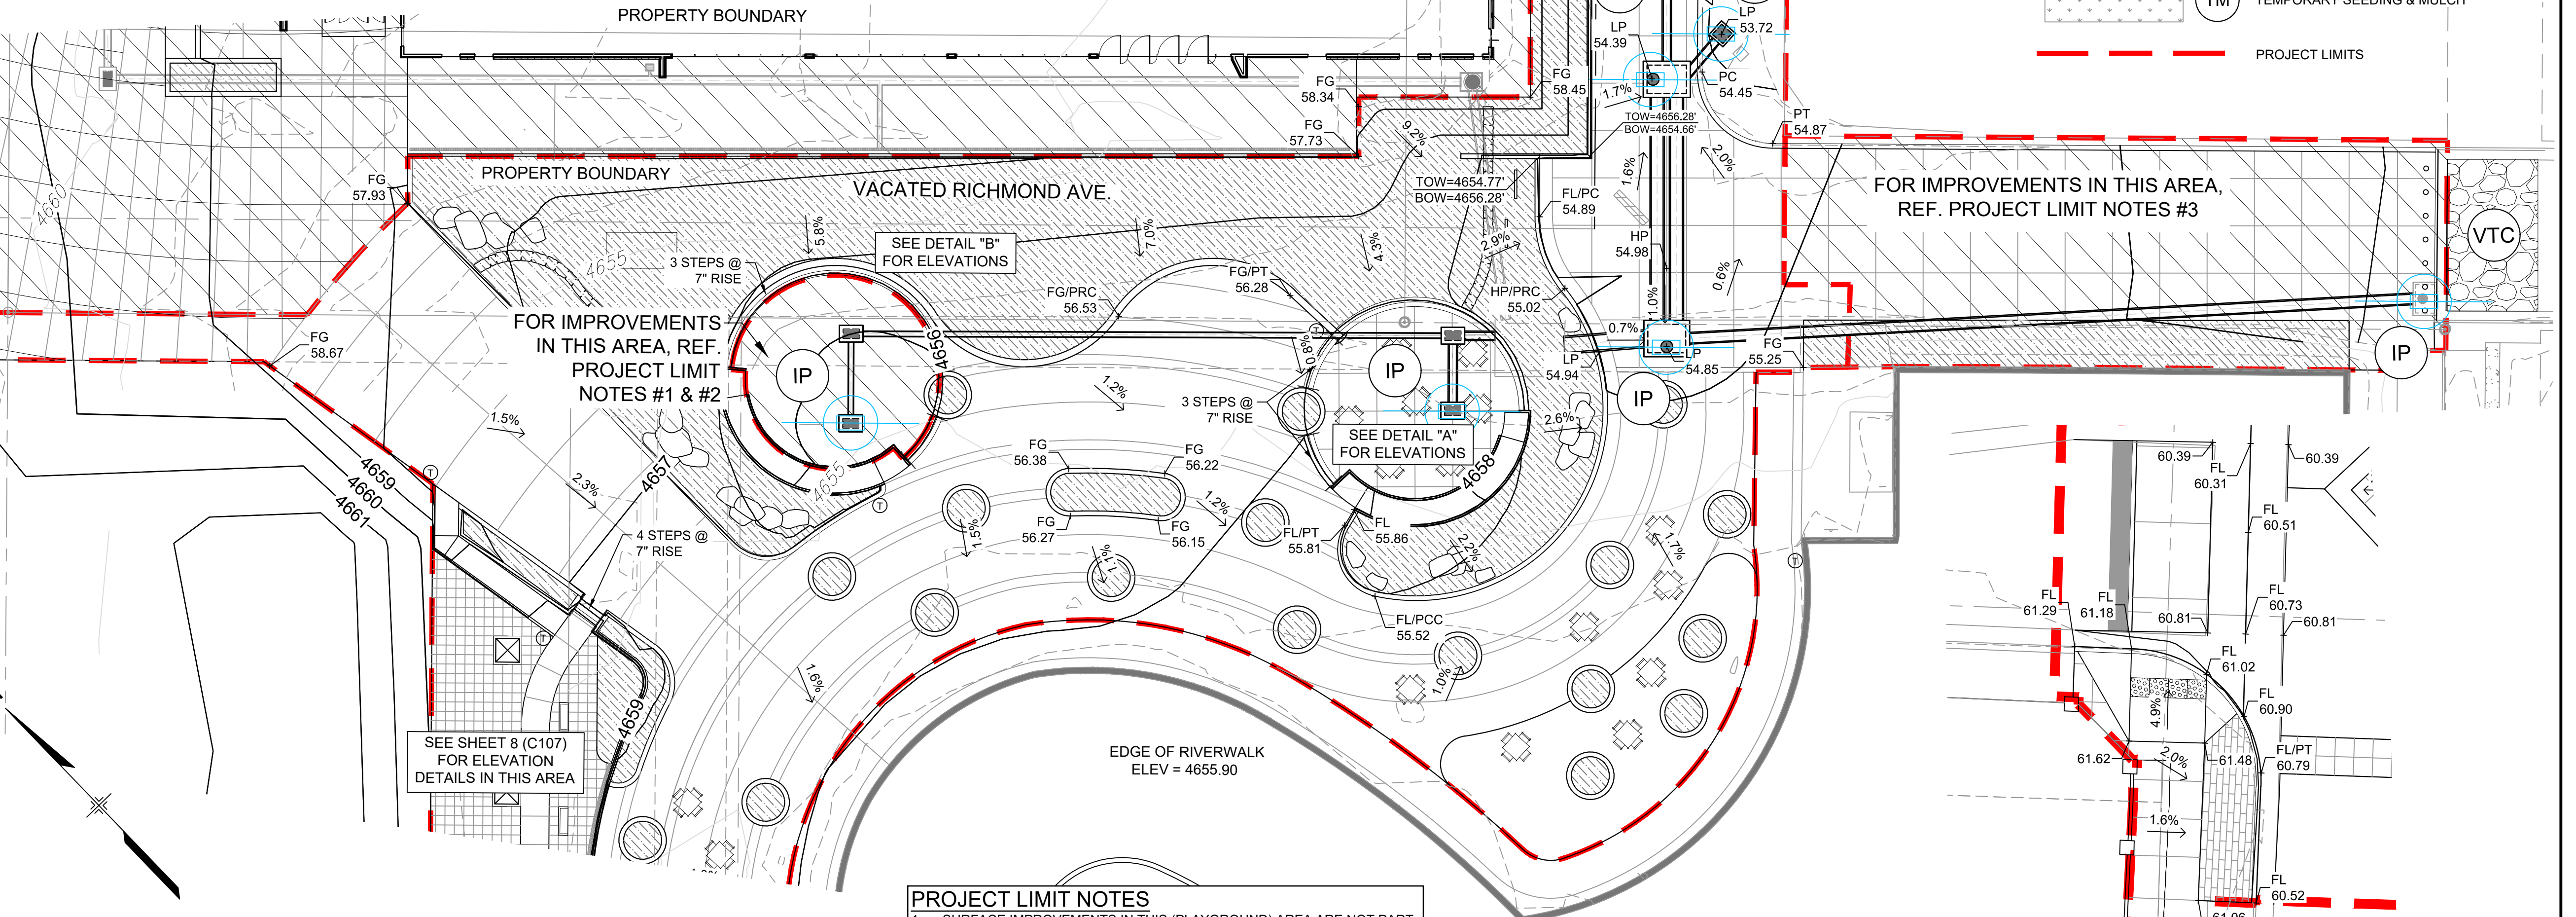 PROPERTY BOUNDARY
TM
TEMPORARY SEEDING & MULCH
PROJECT LIMITS
LP
54.39
LP
53.72
PC
54.45
PT
54.87
1.7%
FG
58.34
FG
58.45
FG
57.73
9.2%
TOW=4656.28'
BOW=4654.66'
1.6%
2.0%
PROPERTY BOUNDARY
VACATED RICHMOND AVE.
TOW=4654.77'
BOW=4656.28'
FL/PC
54.89
FOR IMPROVEMENTS IN THIS AREA,
REF. PROJECT LIMIT NOTES #3
VTC
FG
57.93
4660
4655
5.8%
7.0%
4.3%
2.9%
HP
54.98
0.6%
1.0%
SEE DETAIL "B"
FOR ELEVATIONS
3 STEPS @
7" RISE
FG/PRC
56.53
FG/PT
56.28
HP/PRC
55.02
FOR IMPROVEMENTS
IN THIS AREA, REF.
PROJECT LIMIT
NOTES #1 & #2
IP
4656
T
0.8%
IP
0.7%
LP
54.94
LP
54.85
FG
55.25
IP
IP
FG
58.67
1.5%
1.2%
3 STEPS @
7" RISE
2.6%
SEE DETAIL "A"
FOR ELEVATIONS
4658
4659
4660
4661
T
2.3%
4657
4655
T
FG
56.38
FG
56.22
FG
56.27
FG
56.15
1.2%
1.5%
1.1%
FL/PT
55.81
FL
55.86
2.2%
1.7%
T
4 STEPS @
7" RISE
T
FL/PCC
55.52
1.6%
1.0%
4659
SEE SHEET 8 (C107)
FOR ELEVATION
DETAILS IN THIS AREA
EDGE OF RIVERWALK
ELEV = 4655.90
60.39
FL
60.31
60.39
FL
60.51
FL
61.29
FL
61.18
60.81
FL
60.73
60.81
FL
61.02
FL
60.90
4.9%
61.62
2.0%
61.48
FL/PT
60.79
1.6%
FL
60.52
61.06
PROJECT LIMIT NOTES
1. SURFACE IMPROVEMENTS IN THIS (PLAYGROUND) AREA ARE NOT PART